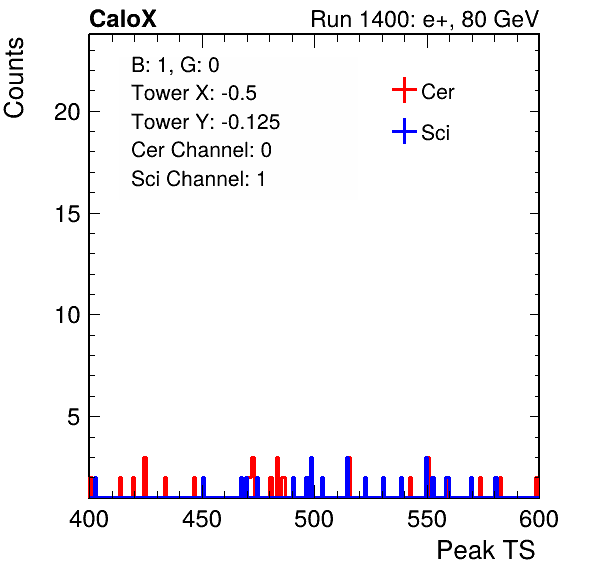 CaloX Run 1400: e+, 80 GeV
Counts
B: 1, G: 0
Tower X: -0.5
Tower Y: -0.125
Cer Channel: 0
Sci Channel: 1
Cer
Sci
20
15
10
5
400 450 500 550 600
Peak TS